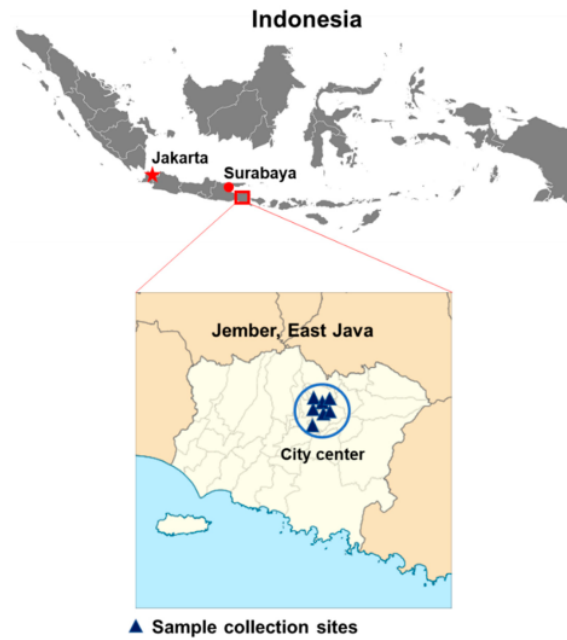 Indonesia
Jakarta
Surabaya
Jember, East Java
City center
Sample collection sites